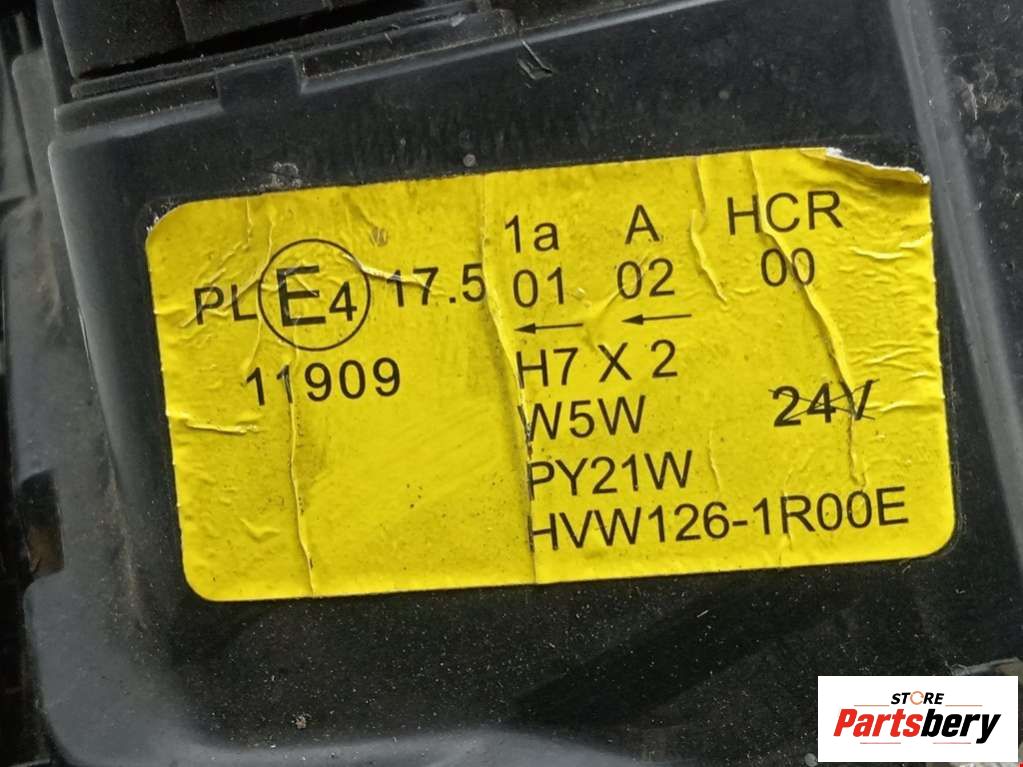 1a A HCR
PL E4 17.5 01 02 00
← ←
11909
H7 X 2
W5W 24V
PY21W
HVW126-1R00E
STORE
Partsbery